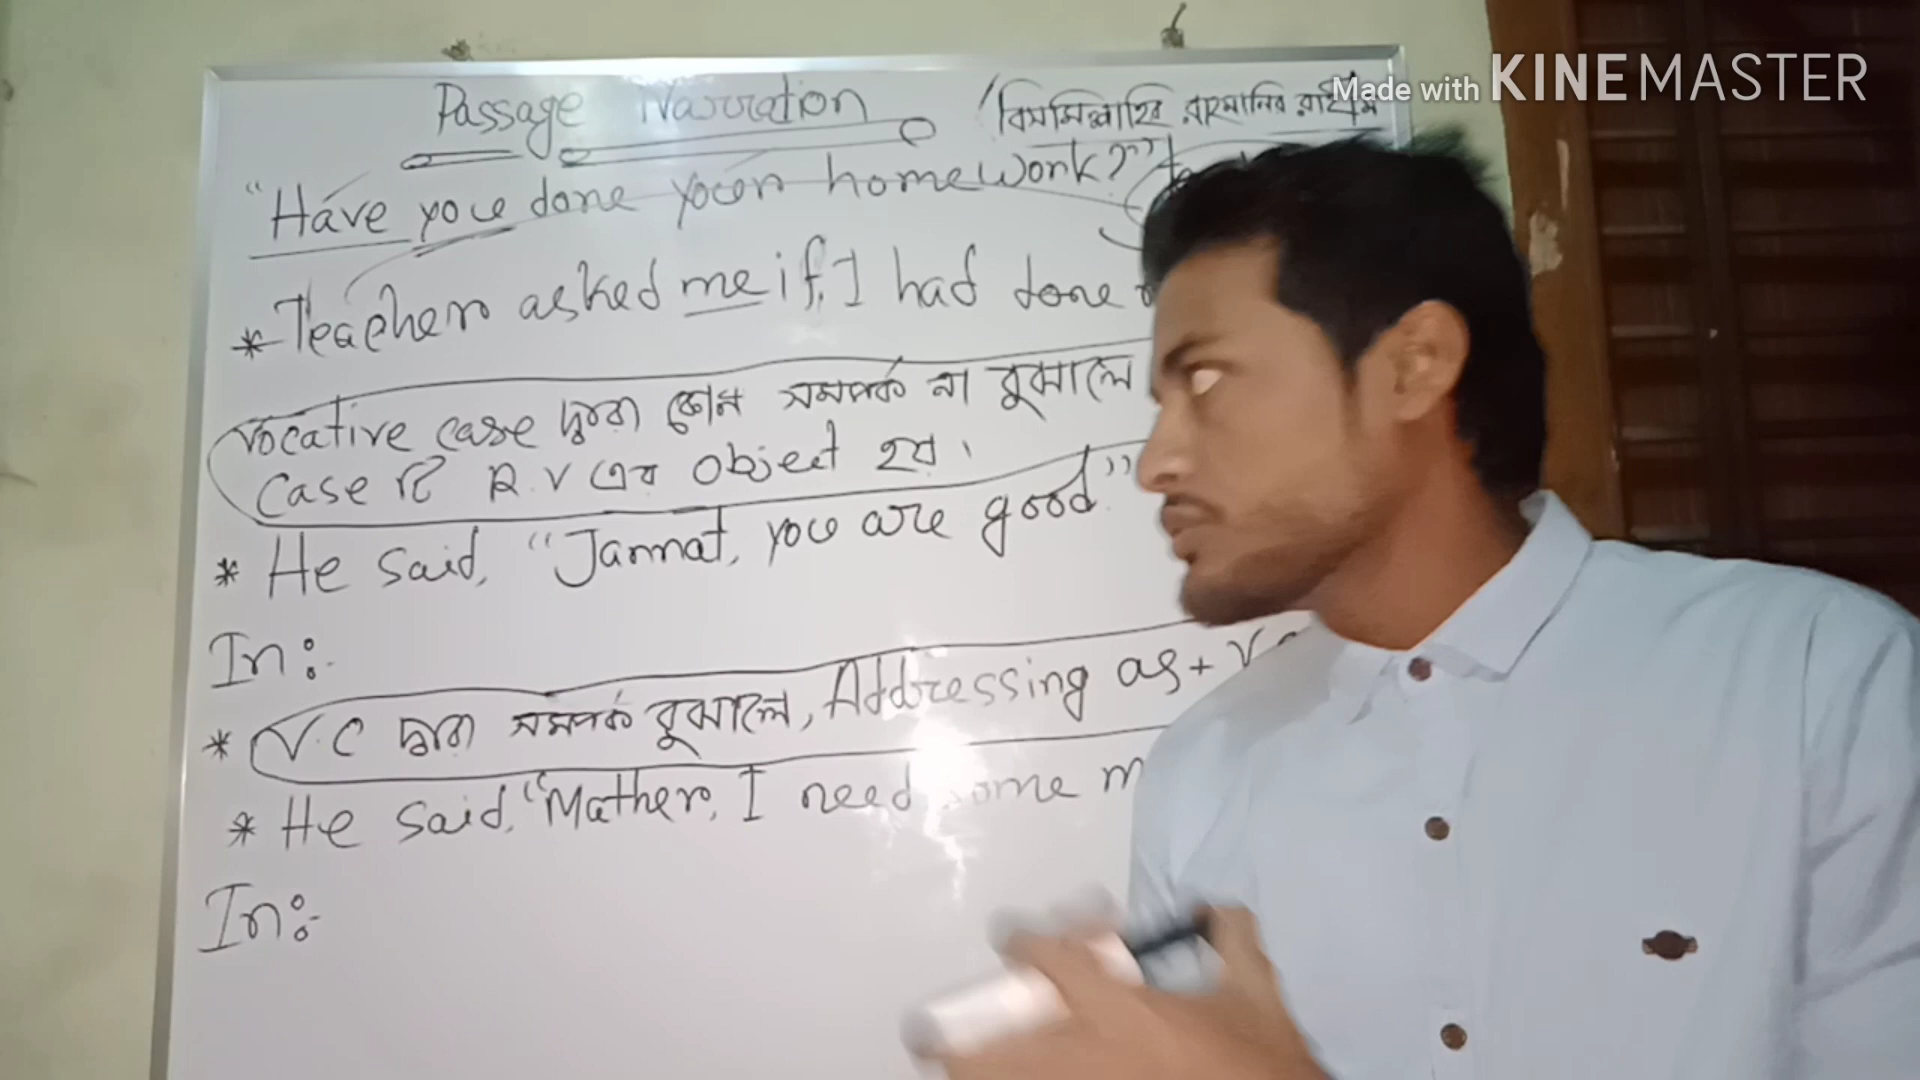 Made with KINEMASTER
Passage Narration (বিসমিল্লাহির রাহমানির রাহীম
"Have you done your homework?"
* Teacher asked me if I had done
Vocative case দ্বারা কোন সম্পর্ক না বুঝালে
Case টি R.V এর Object হয়।
* He said, "Jannat, you are good"
In:
* V.C দ্বারা সম্পর্ক বুঝালে, Addressing as + V
* He said, "Mother, I need some m
In:-